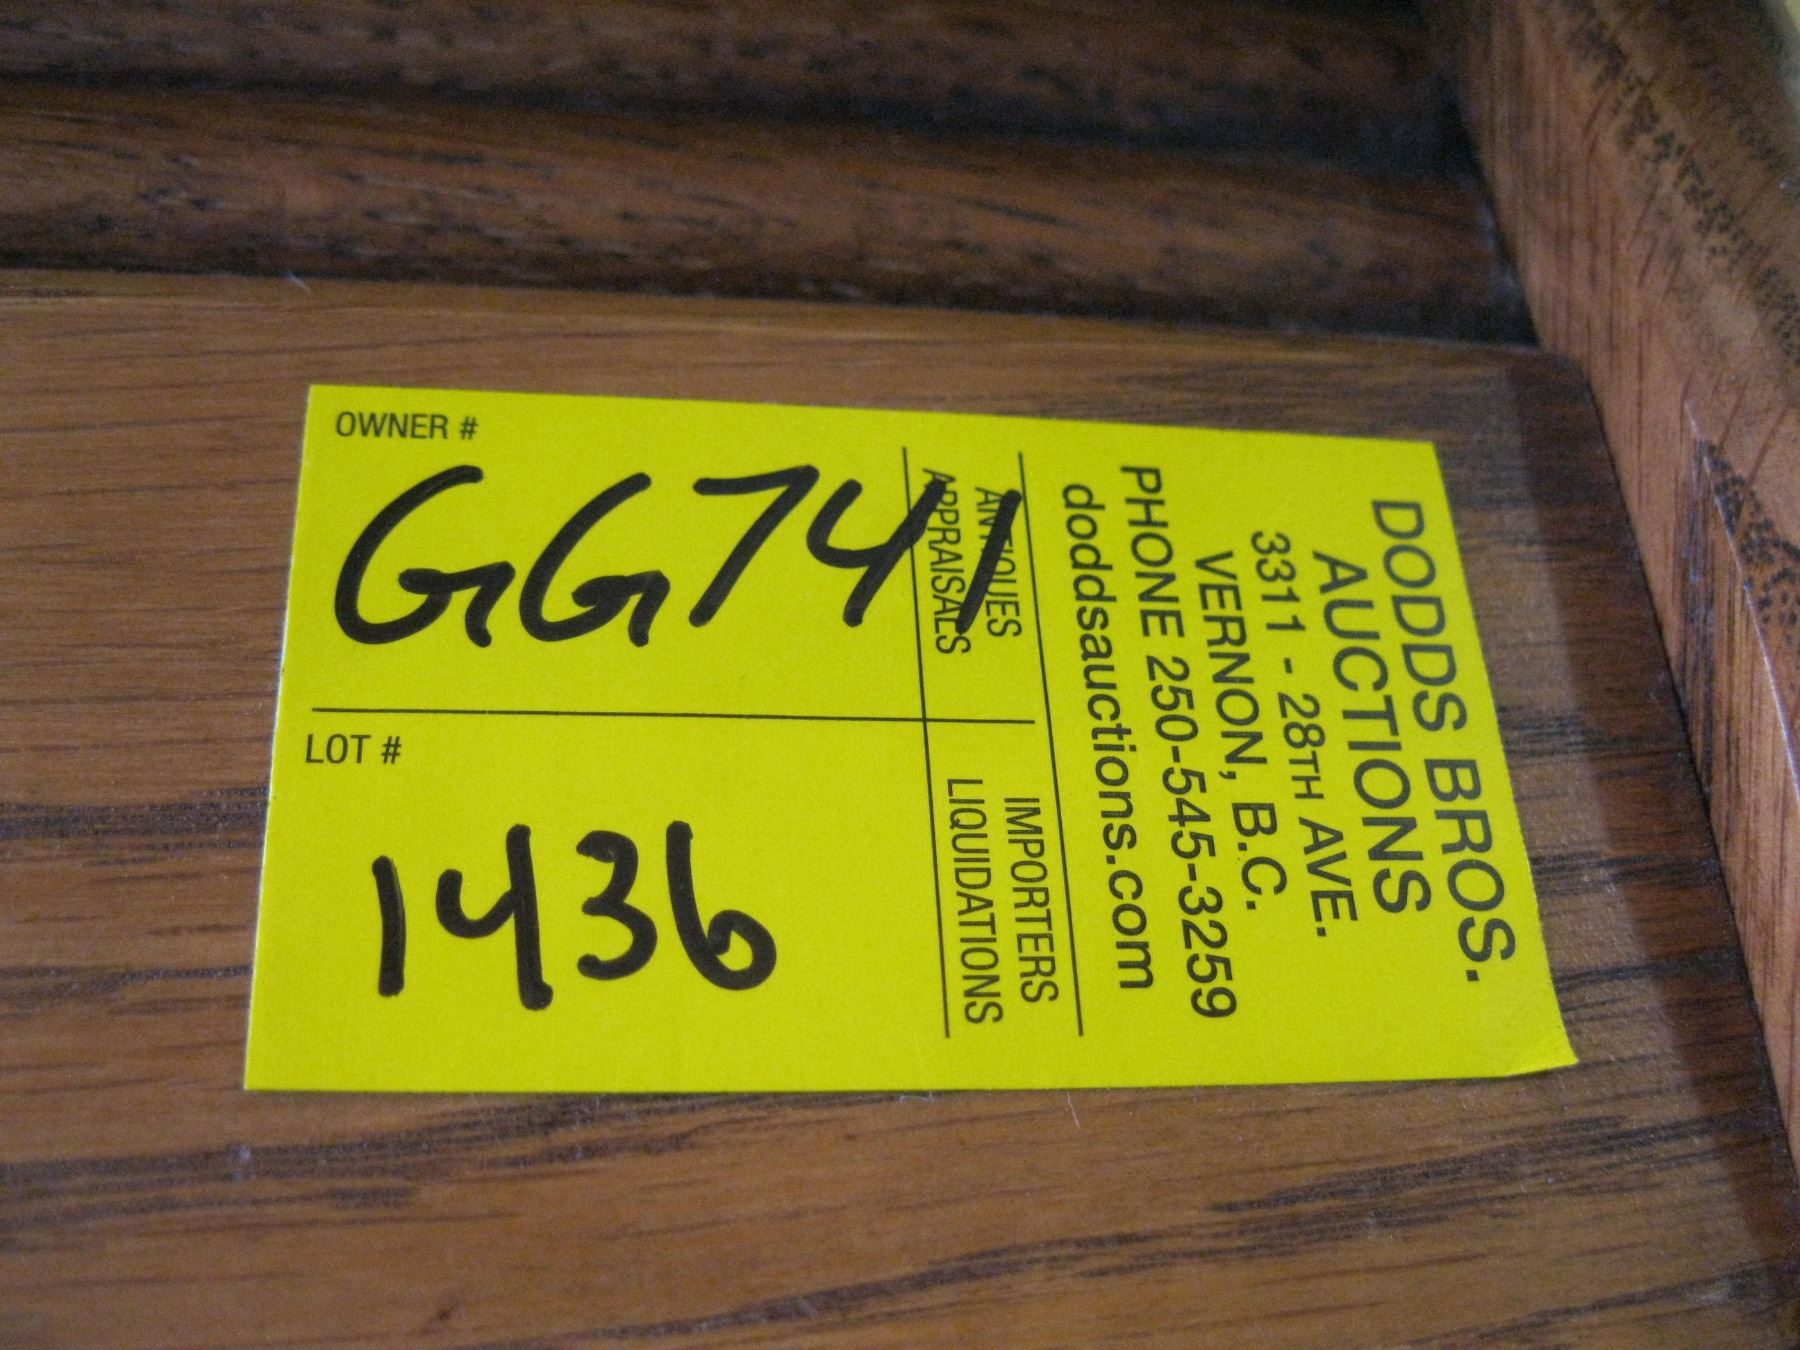 OWNER #
GG741
LOT #
1436
DODDS BROS.
AUCTIONS
3311 - 28TH AVE.
VERNON, B.C.
PHONE 250-545-3259
doddsauctions.com
ANTIQUES
APPRAISALS
IMPORTERS
LIQUIDATIONS